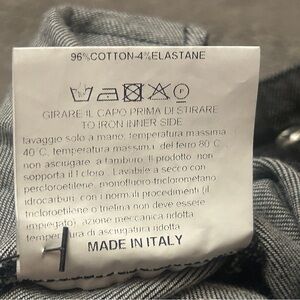 96%COTTON-4%ELASTANE
GIRARE IL CAPO PRIMA DI STIRARE
TO IRON INNER SIDE
lavaggio solo a mano, temperatura massima
40 C. temperatura massima del ferro 80 C
non asciugare a tamburo. Il prodotto non
sopporta il cloro. Lavabile a secco con
percloroetilene, monofluoro triclorometano
idrocarburi, con i normali procedimenti (il
tricloroetilene o trielina non deve essere
impiegato), azione meccanica ridotta
temperatura di asciugatura ridotta
MADE IN ITALY